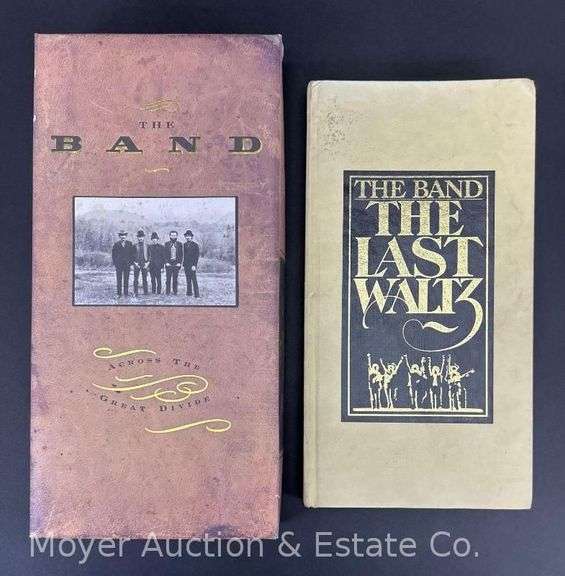 THE
BAND
ACROSS THE
GREAT DIVIDE
THE BAND
THE
LAST
WALTZ
Moyer Auction & Estate Co.